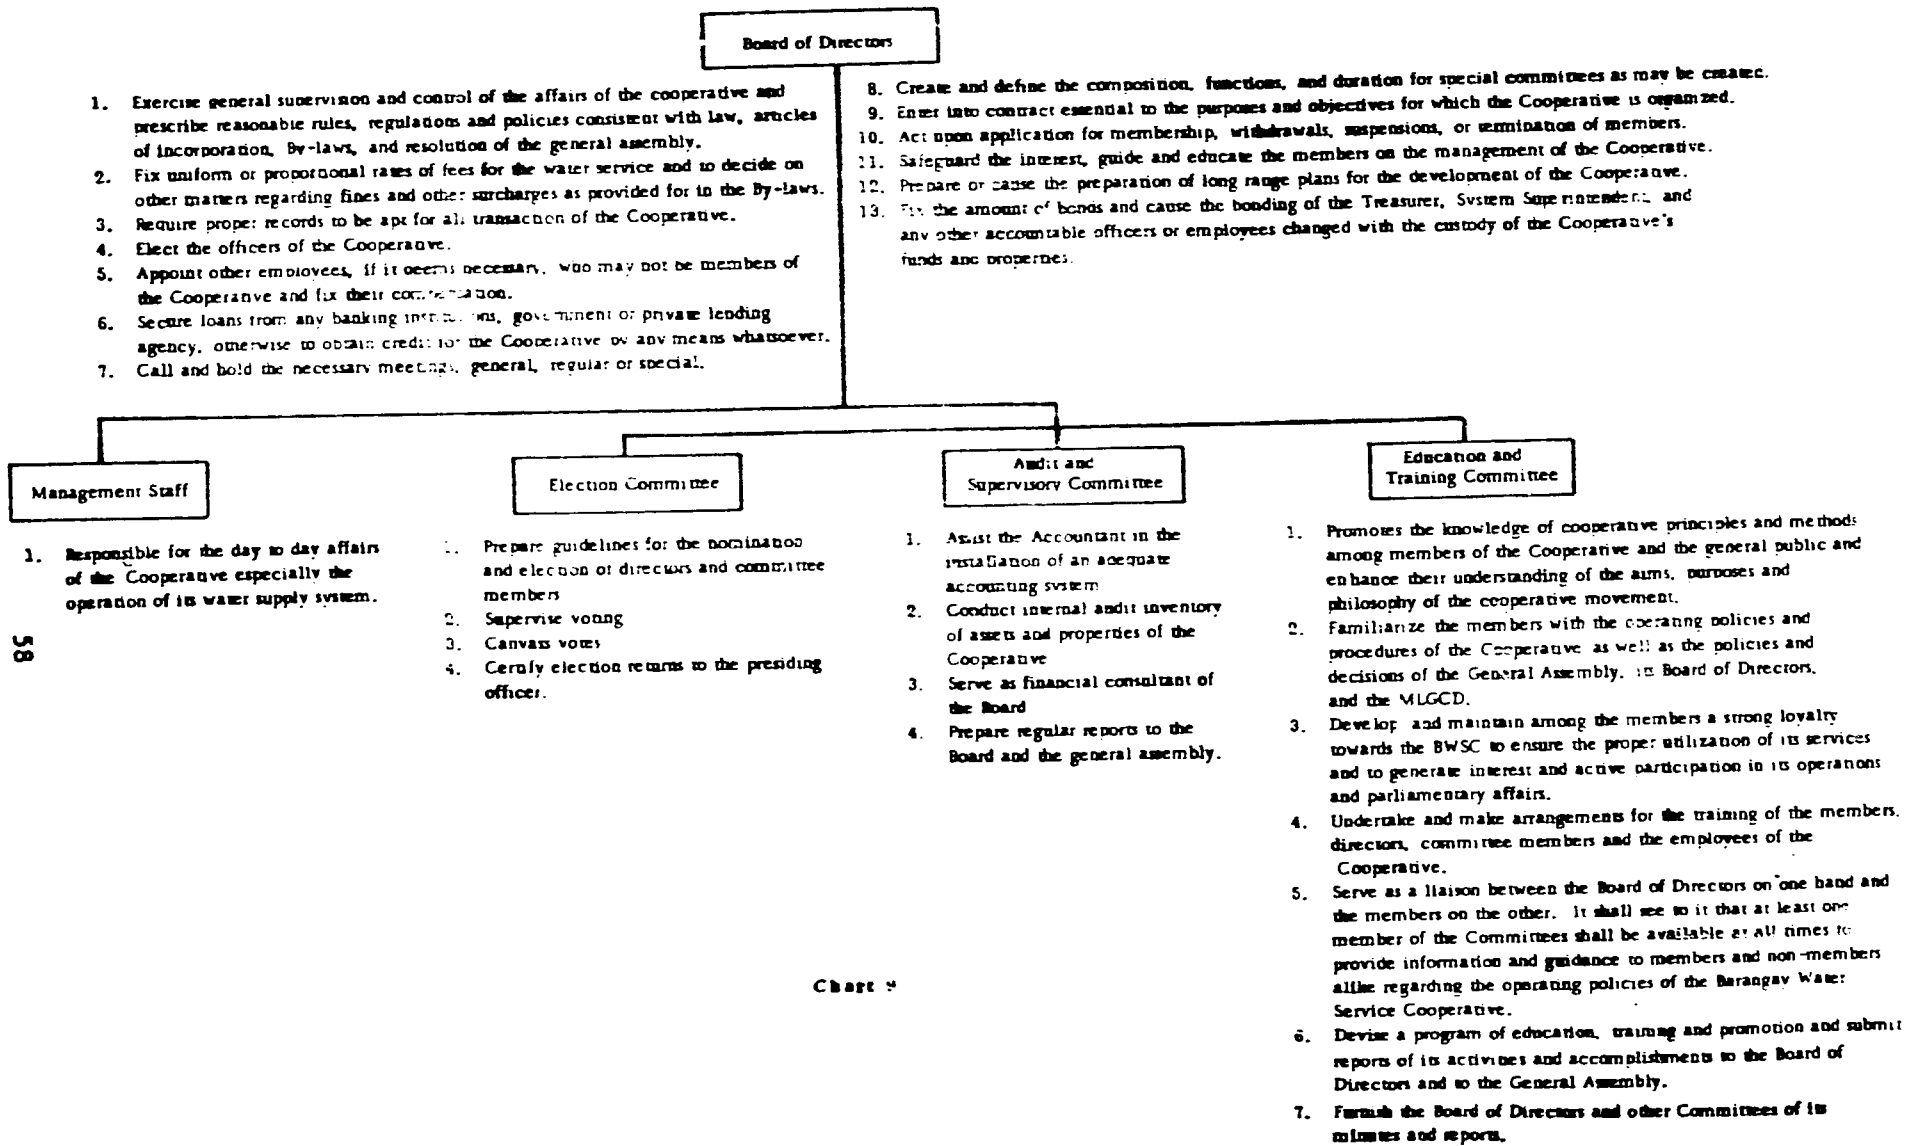 Board of Directors
1. Exercise general supervision and control of the affairs of the cooperative and
prescribe reasonable rules, regulations and policies consistent with law, articles
of incorporation, By-laws, and resolution of the general assembly.
2. Fix uniform or proportional rates of fees for the water service and to decide on
other matters regarding fines and other surcharges as provided for in the By-laws.
3. Require proper records to be apt for all transaction of the Cooperative.
4. Elect the officers of the Cooperative.
5. Appoint other employees, if it deems necessary, who may not be members of
the Cooperative and fix their compensation.
6. Secure loans from any banking institutions, government or private lending
agency, otherwise to obtain credit for the Cooperative by any means whatsoever.
7. Call and hold the necessary meetings, general, regular or special.
8. Create and define the composition, functions, and duration for special committees as may be created.
9. Enter into contract essential to the purposes and objectives for which the Cooperative is organized.
10. Act upon application for membership, withdrawals, suspensions, or termination of members.
11. Safeguard the interest, guide and educate the members on the management of the Cooperative.
12. Prepare or cause the preparation of long range plans for the development of the Cooperative.
13. Fix the amount of bonds and cause the bonding of the Treasurer, System Superintendent, and
any other accountable officers or employees changed with the custody of the Cooperative's
funds and properties.
Management Staff
1. Responsible for the day to day affairs
of the Cooperative especially the
operation of its water supply system.
Election Committee
1. Prepare guidelines for the nomination
and election of directors and committee
members
2. Supervise voting
3. Canvass votes
4. Certify election returns to the presiding
officer.
Audit and
Supervisory Committee
1. Assist the Accountant in the
installation of an adequate
accounting system
2. Conduct internal audit inventory
of assets and properties of the
Cooperative
3. Serve as financial consultant of
the Board
4. Prepare regular reports to the
Board and the general assembly.
Education and
Training Committee
1. Promotes the knowledge of cooperative principles and methods
among members of the Cooperative and the general public and
enhance their understanding of the aims, purposes and
philosophy of the cooperative movement.
2. Familiarize the members with the operating policies and
procedures of the Cooperative as well as the policies and
decisions of the General Assembly, its Board of Directors,
and the MLGCD.
3. Develop and maintain among the members a strong loyalty
towards the BWSC to ensure the proper utilization of its services
and to generate interest and active participation in its operations
and parliamentary affairs.
4. Undertake and make arrangements for the training of the members,
directors, committee members and the employees of the
Cooperative.
5. Serve as a liaison between the Board of Directors on one hand and
the members on the other. It shall see to it that at least one
member of the Committees shall be available at all times to
provide information and guidance to members and non-members
alike regarding the operating policies of the Barangay Water
Service Cooperative.
6. Devise a program of education, training and promotion and submit
reports of its activities and accomplishments to the Board of
Directors and to the General Assembly.
7. Furnish the Board of Directors and other Committees of its
minutes and reports.
58
Chart 9